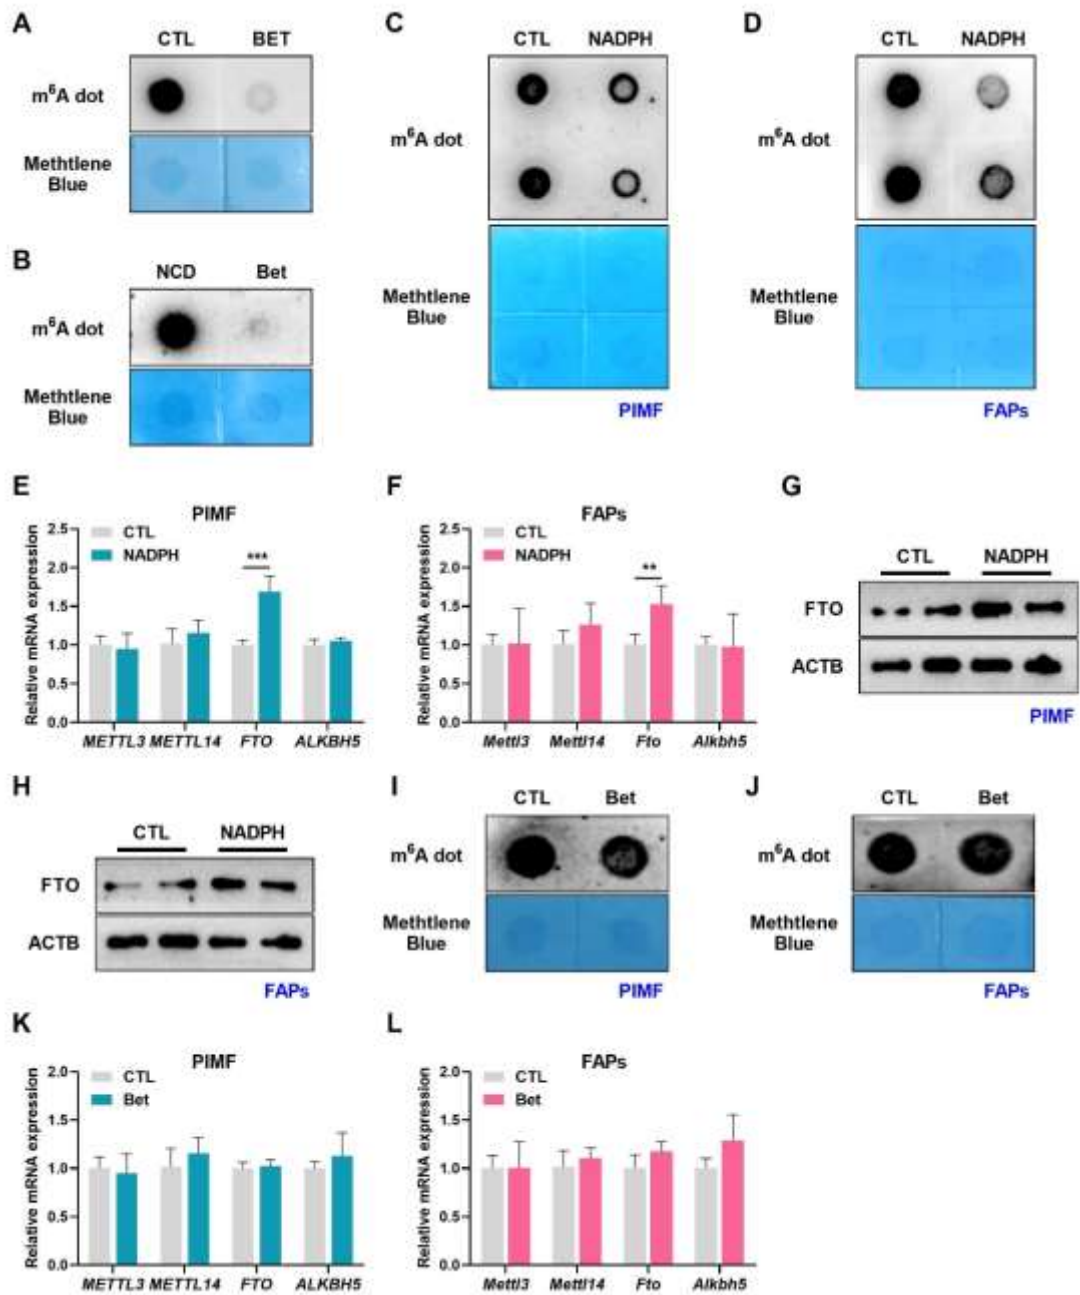 A
CTL BET
m⁶A dot
Methtlene
Blue
B
NCD Bet
m⁶A dot
Methtlene
Blue
C
CTL NADPH
m⁶A dot
Methtlene
Blue
PIMF
D
CTL NADPH
m⁶A dot
Methtlene
Blue
FAPs
E
PIMF
CTL
NADPH
Relative mRNA expression
2.5
2.0
1.5
1.0
0.5
0.0
***
METTL3 METTL14 FTO ALKBH5
F
FAPs
CTL
NADPH
Relative mRNA expression
2.5
2.0
1.5
1.0
0.5
0.0
**
Mettl3 Mettl14 Fto Alkbh5
G
CTL NADPH
FTO
ACTB
PIMF
H
CTL NADPH
FTO
ACTB
FAPs
I
CTL Bet
m⁶A dot
Methtlene
Blue
PIMF
J
CTL Bet
m⁶A dot
Methtlene
Blue
FAPs
K
PIMF
CTL
Bet
Relative mRNA expression
2.0
1.5
1.0
0.5
0.0
METTL3 METTL14 FTO ALKBH5
L
FAPs
CTL
Bet
Relative mRNA expression
2.0
1.5
1.0
0.5
0.0
Mettl3 Mettl14 Fto Alkbh5